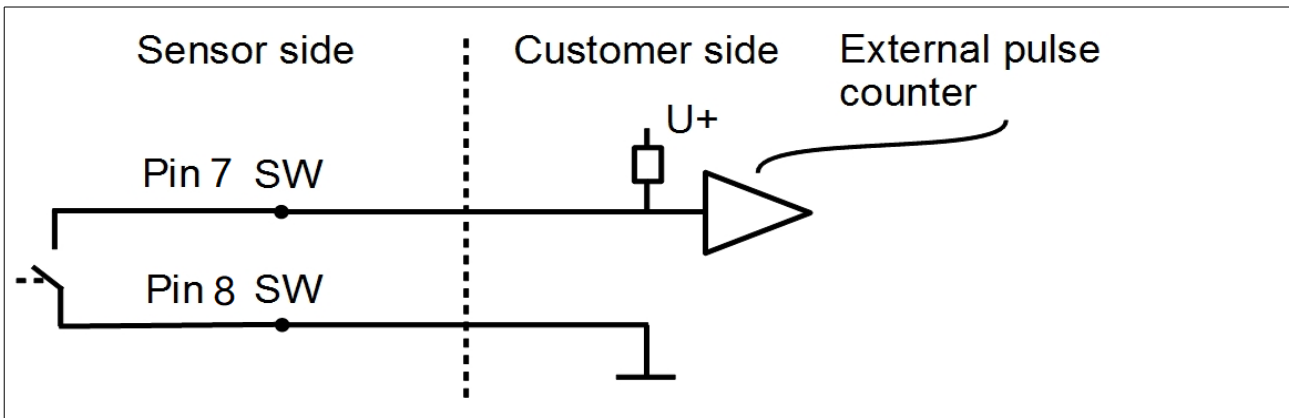 Sensor side
Customer side
External pulse
counter
U+
Pin 7 SW
Pin 8 SW